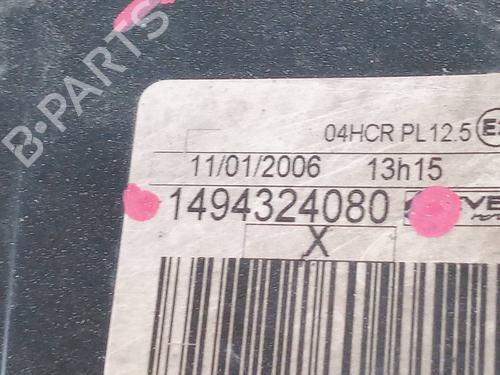 B-PARTS
04HCR PL12.5 E
11/01/2006 13h15
1494324080
X